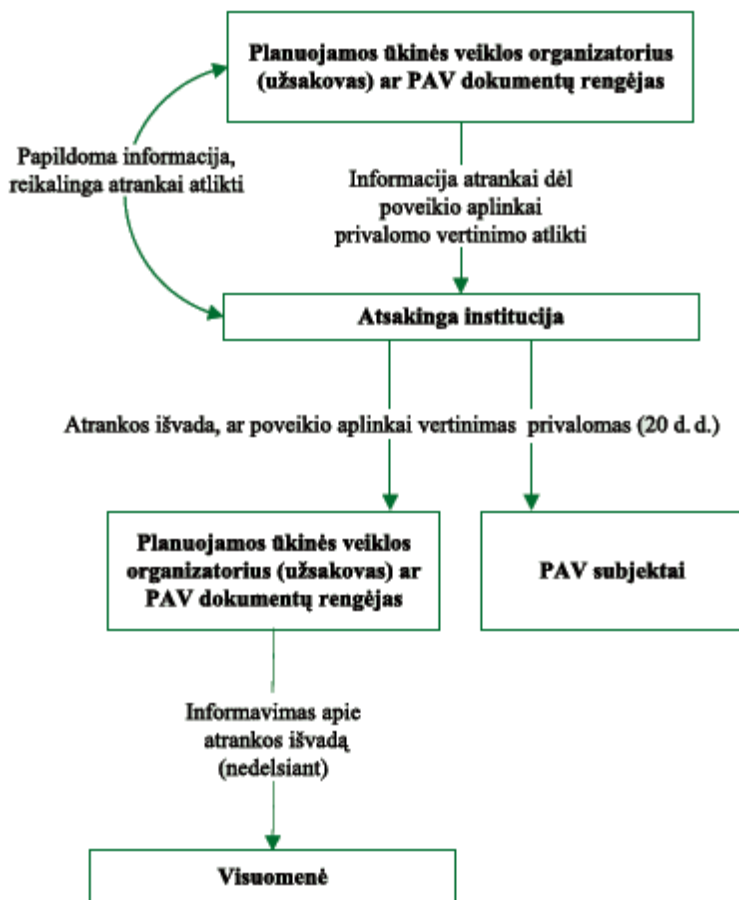 Planuojamos ūkinės veiklos organizatorius
(užsakovas) ar PAV dokumentų rengėjas
Papildoma informacija,
reikalinga atrankai atlikti
Informacija atrankai dėl
poveikio aplinkai
privalomo vertinimo atlikti
Atsakinga institucija
Atrankos išvada, ar poveikio aplinkai vertinimas privalomas (20 d. d.)
Planuojamos ūkinės veiklos
organizatorius (užsakovas) ar
PAV dokumentų rengėjas
PAV subjektai
Informavimas apie
atrankos išvadą
(nedelsiant)
Visuomenė